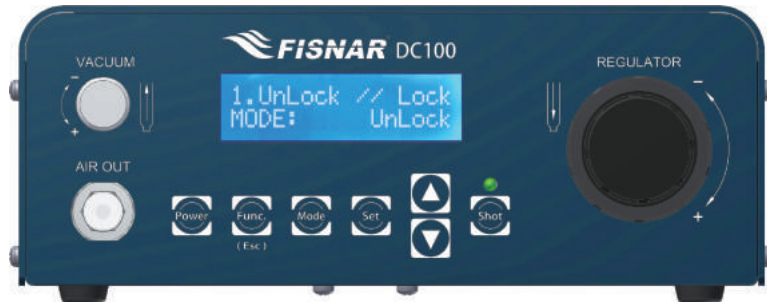 FISNAR DC100
VACUUM
REGULATOR
1.UnLock // Lock
MODE: UnLock
- 
+
-
+
AIR OUT
Power
Func.
Mode
Set
Shot
(Esc)